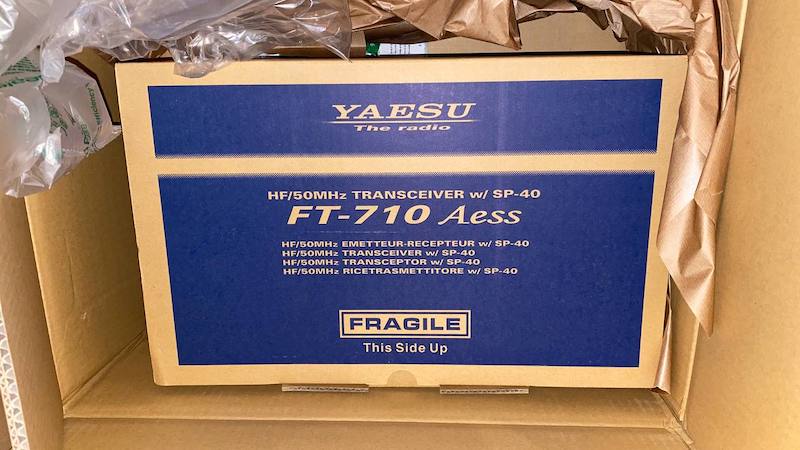 YAESU
The radio
HF/50MHz TRANSCEIVER w/ SP-40
FT-710 Aess
HF/50MHz EMETTEUR-RECEPTEUR w/ SP-40
HF/50MHz TRANSCEIVER w/ SP-40
HF/50MHz TRANSCEPTOR w/ SP-40
HF/50MHz RICETRASMETTITORE w/ SP-40
FRAGILE
This Side Up